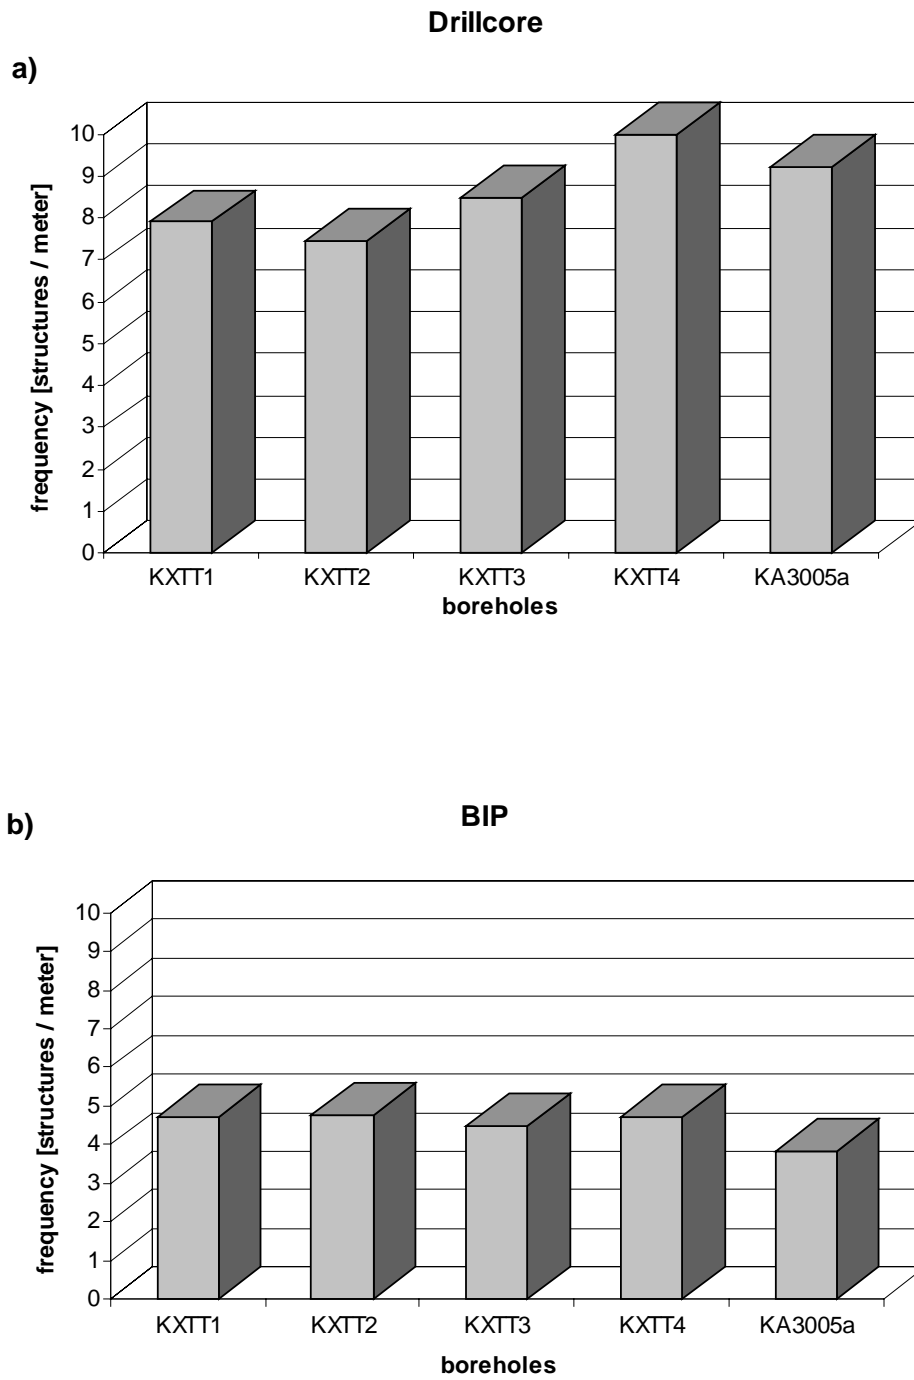 Drillcore
a)
frequency [structures / meter]
10
9
8
7
6
5
4
3
2
1
0
KXTT1 KXTT2 KXTT3 KXTT4 KA3005a
boreholes
b)
BIP
frequency [structures / meter]
10
9
8
7
6
5
4
3
2
1
0
KXTT1 KXTT2 KXTT3 KXTT4 KA3005a
boreholes